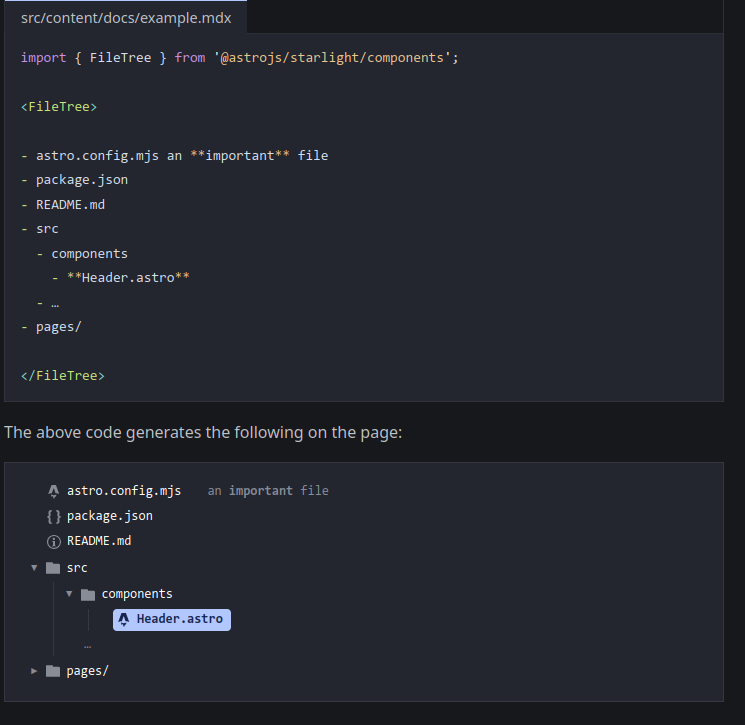 src/content/docs/example.mdx
import { FileTree } from '@astrojs/starlight/components';
<FileTree>
- astro.config.mjs an **important** file
- package.json
- README.md
- src
  - components
    - **Header.astro**
  - …
- pages/
</FileTree>
The above code generates the following on the page:
astro.config.mjs an important file
package.json
README.md
src
components
Header.astro
…
pages/